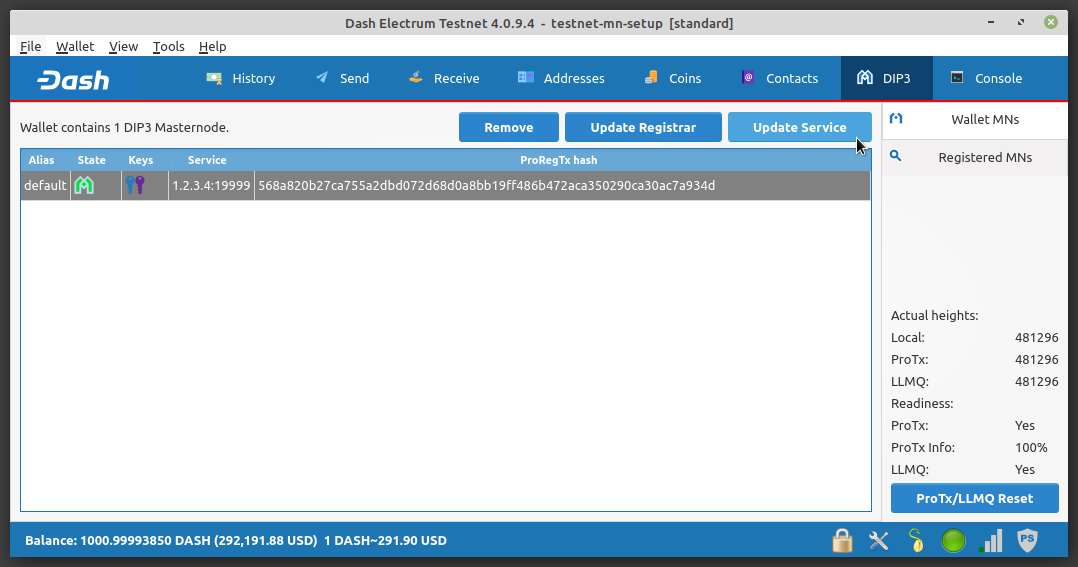 Dash Electrum Testnet 4.0.9.4 - testnet-mn-setup [standard]
File Wallet View Tools Help
Dash History Send Receive Addresses Coins Contacts DIP3 Console
Wallet contains 1 DIP3 Masternode. Remove Update Registrar Update Service
Wallet MNs
Registered MNs
Alias State Keys Service ProRegTx hash
default 1.2.3.4:19999 568a820b27ca755a2dbd072d68d0a8bb19ff486b472aca350290ca30ac7a934d
Actual heights:
Local: 481296
ProTx: 481296
LLMQ: 481296
Readiness:
ProTx: Yes
ProTx Info: 100%
LLMQ: Yes
ProTx/LLMQ Reset
Balance: 1000.99993850 DASH (292,191.88 USD) 1 DASH~291.90 USD PS